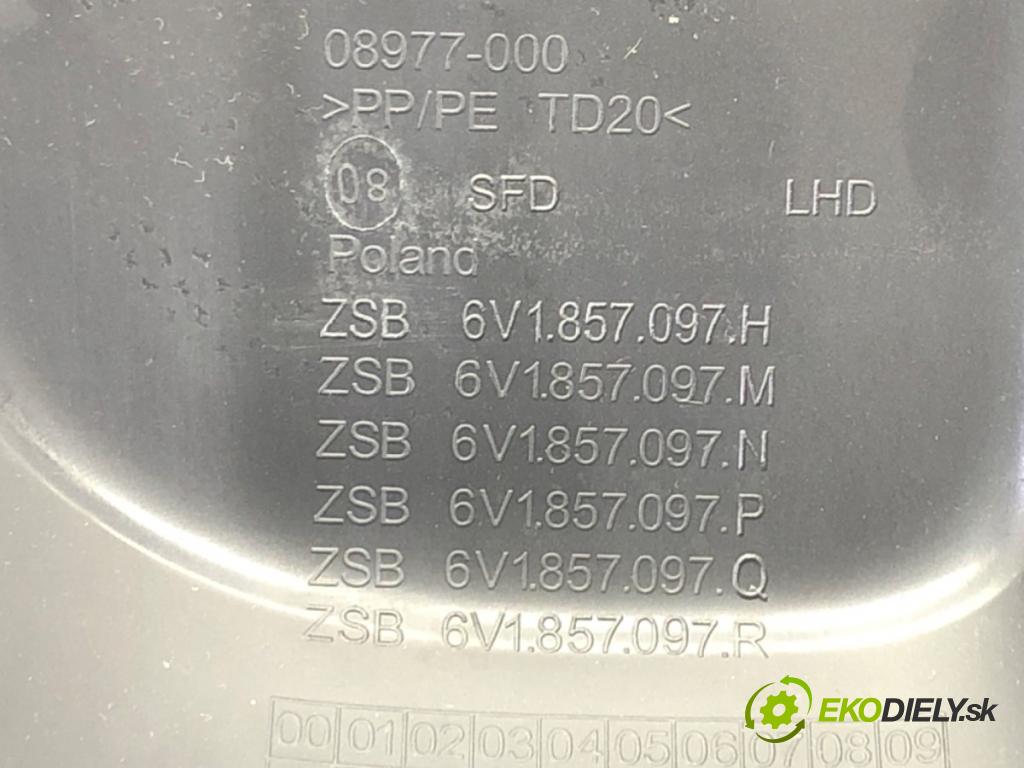 08977-000
>PP/PE TD20<
08 SFD LHD
Poland
ZSB 6V1.857.097.H
ZSB 6V1.857.097.M
ZSB 6V1.857.097.N
ZSB 6V1.857.097.P
ZSB 6V1.857.097.Q
ZSB 6V1.857.097.R
00 01 02 03 04 05 06 07 08 09
EKODIELY.sk